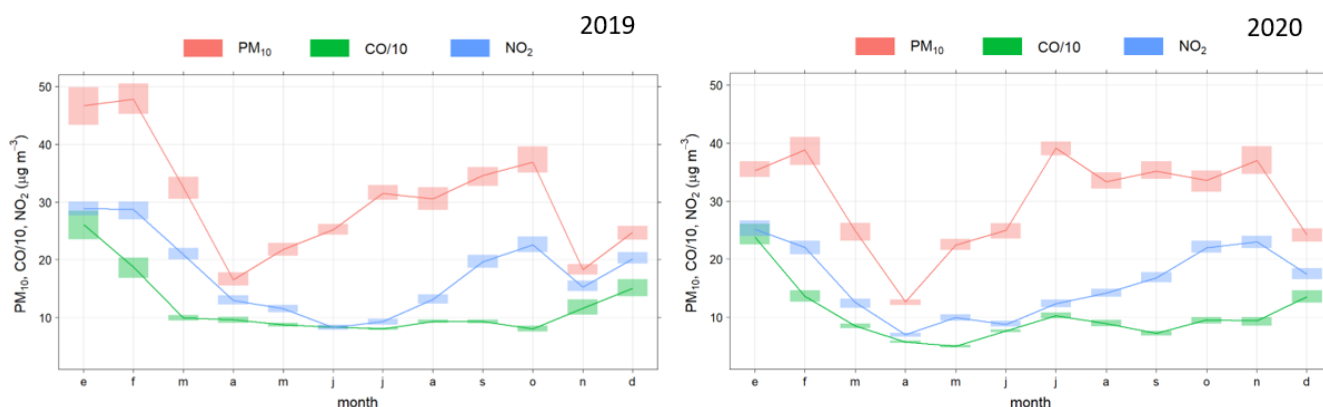 2019
PM₁₀ CO/10 NO₂
PM₁₀, CO/10, NO₂ (μg m⁻³)
50
40
30
20
10
e f m a m j j a s o n d
month
2020
PM₁₀ CO/10 NO₂
PM₁₀, CO/10, NO₂ (μg m⁻³)
50
40
30
20
10
e f m a m j j a s o n d
month